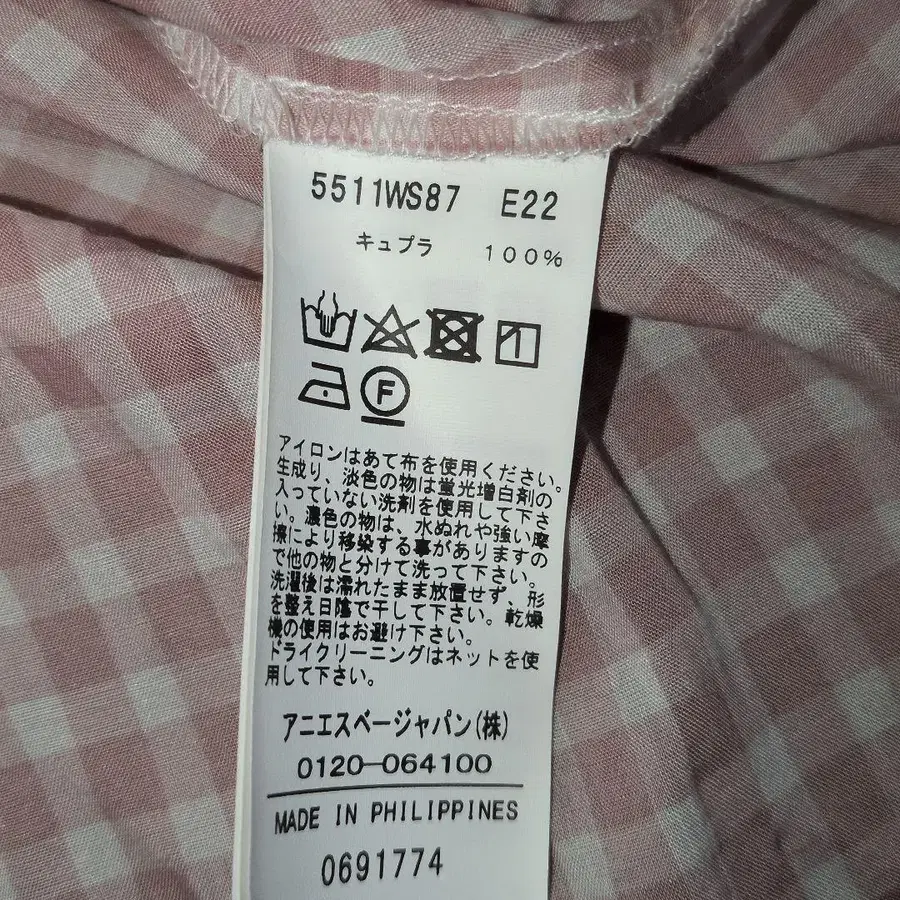 5511WS87 E22
キュプラ 100%
F
アイロンはあて布を使用ください。
生成り、淡色の物は蛍光増白剤の
入っていない洗剤を使用して下さ
い。濃色の物は、水ぬれや強い摩
擦により移染する事がありますの
で他の物と分けて洗って下さい。
洗濯後は濡れたまま放置せず、形
を整え日陰で干して下さい。乾燥
機の使用はお避け下さい。
ドライクリーニングはネットを使
用して下さい。
アニエスベージャパン(株)
0120-064100
MADE IN PHILIPPINES
0691774